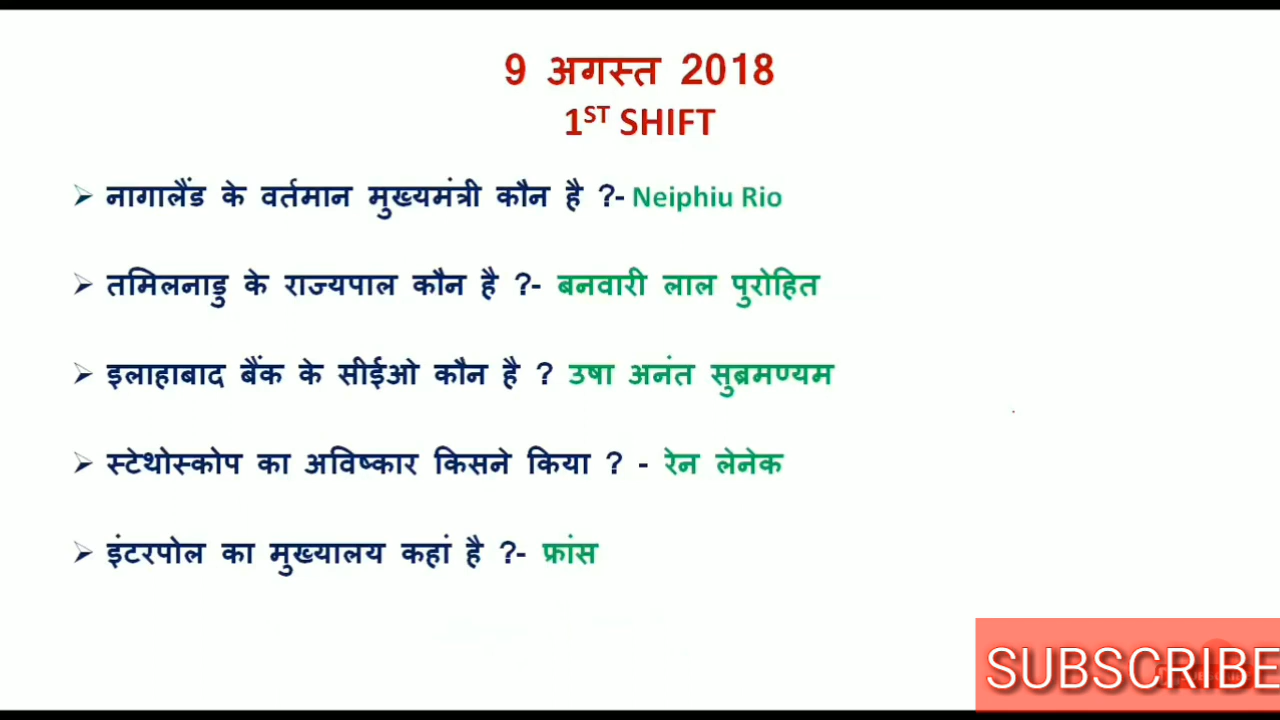 9 अगस्त 2018
1ST SHIFT
➢ नागालैंड के वर्तमान मुख्यमंत्री कौन है ?- Neiphiu Rio
➢ तमिलनाडु के राज्यपाल कौन है ?- बनवारी लाल पुरोहित
➢ इलाहाबाद बैंक के सीईओ कौन है ? उषा अनंत सुब्रमण्यम
➢ स्टेथोस्कोप का अविष्कार किसने किया ? - रेन लेनेक
➢ इंटरपोल का मुख्यालय कहां है ?- फ्रांस
SUBSCRIBE